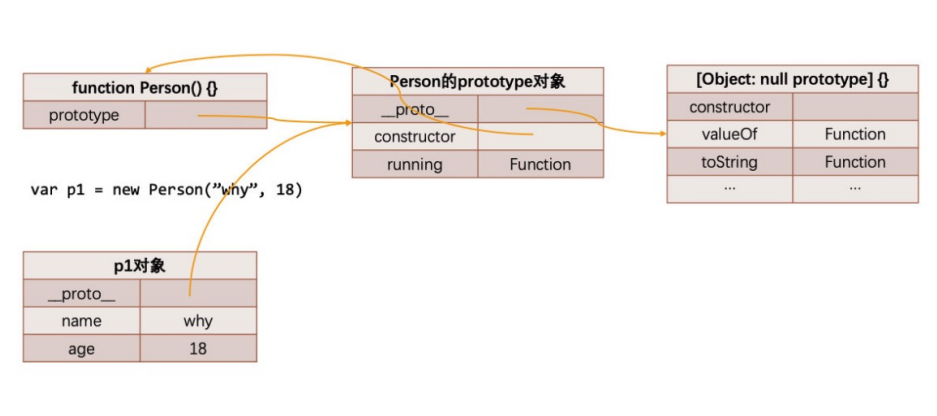 function Person() {}
prototype
Person的prototype对象
__proto__
constructor
running Function
[Object: null prototype] {}
constructor
valueOf Function
toString Function
... ...
var p1 = new Person(”why”, 18)
p1对象
__proto__
name why
age 18